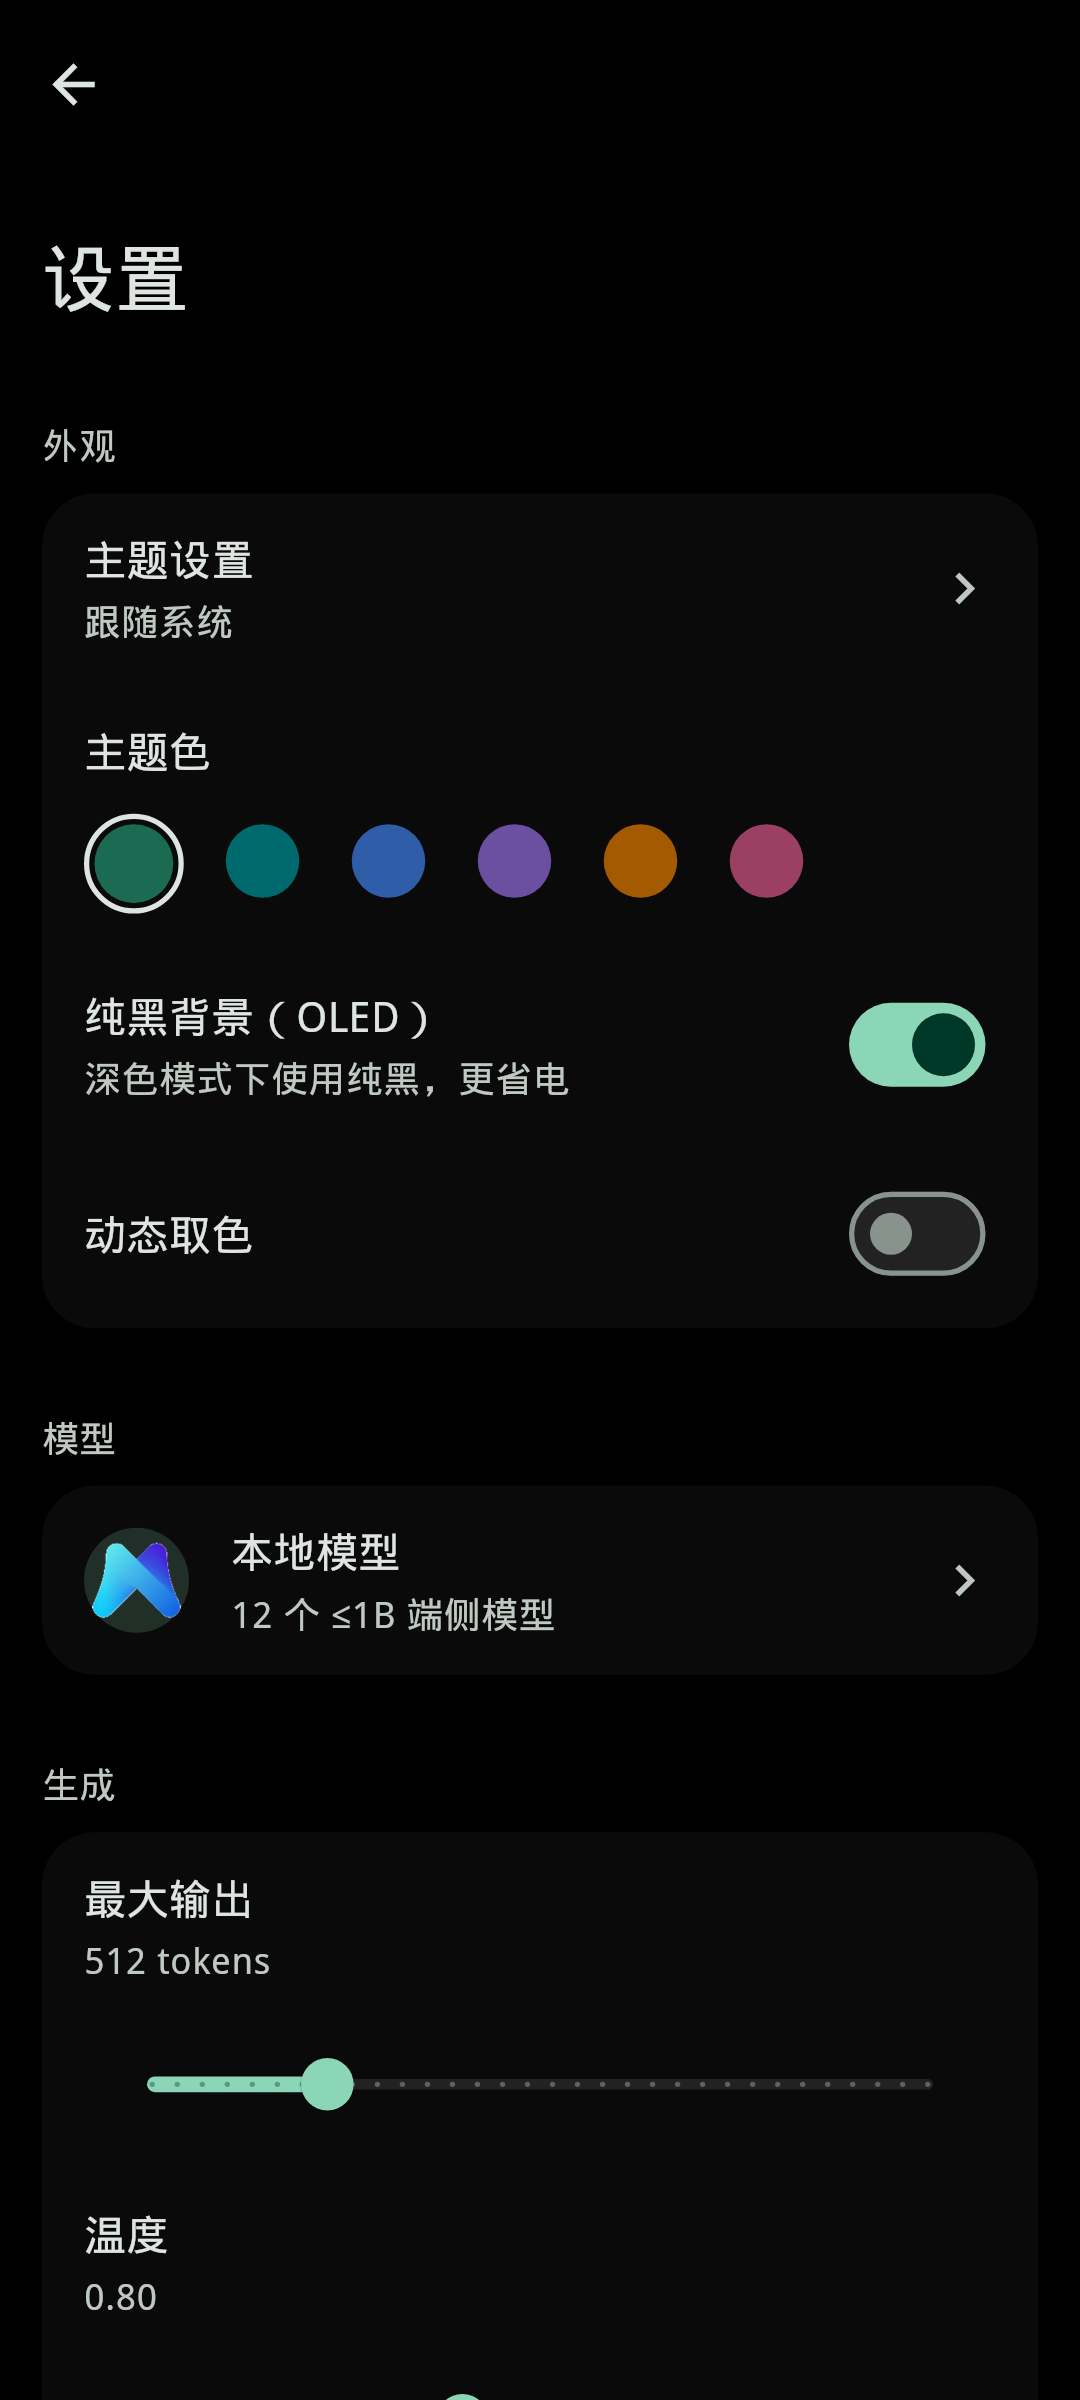 设置
外观
主题设置
跟随系统
主题色
纯黑背景（OLED）
深色模式下使用纯黑，更省电
动态取色
模型
本地模型
12 个 ≤1B 端侧模型
生成
最大输出
512 tokens
温度
0.80